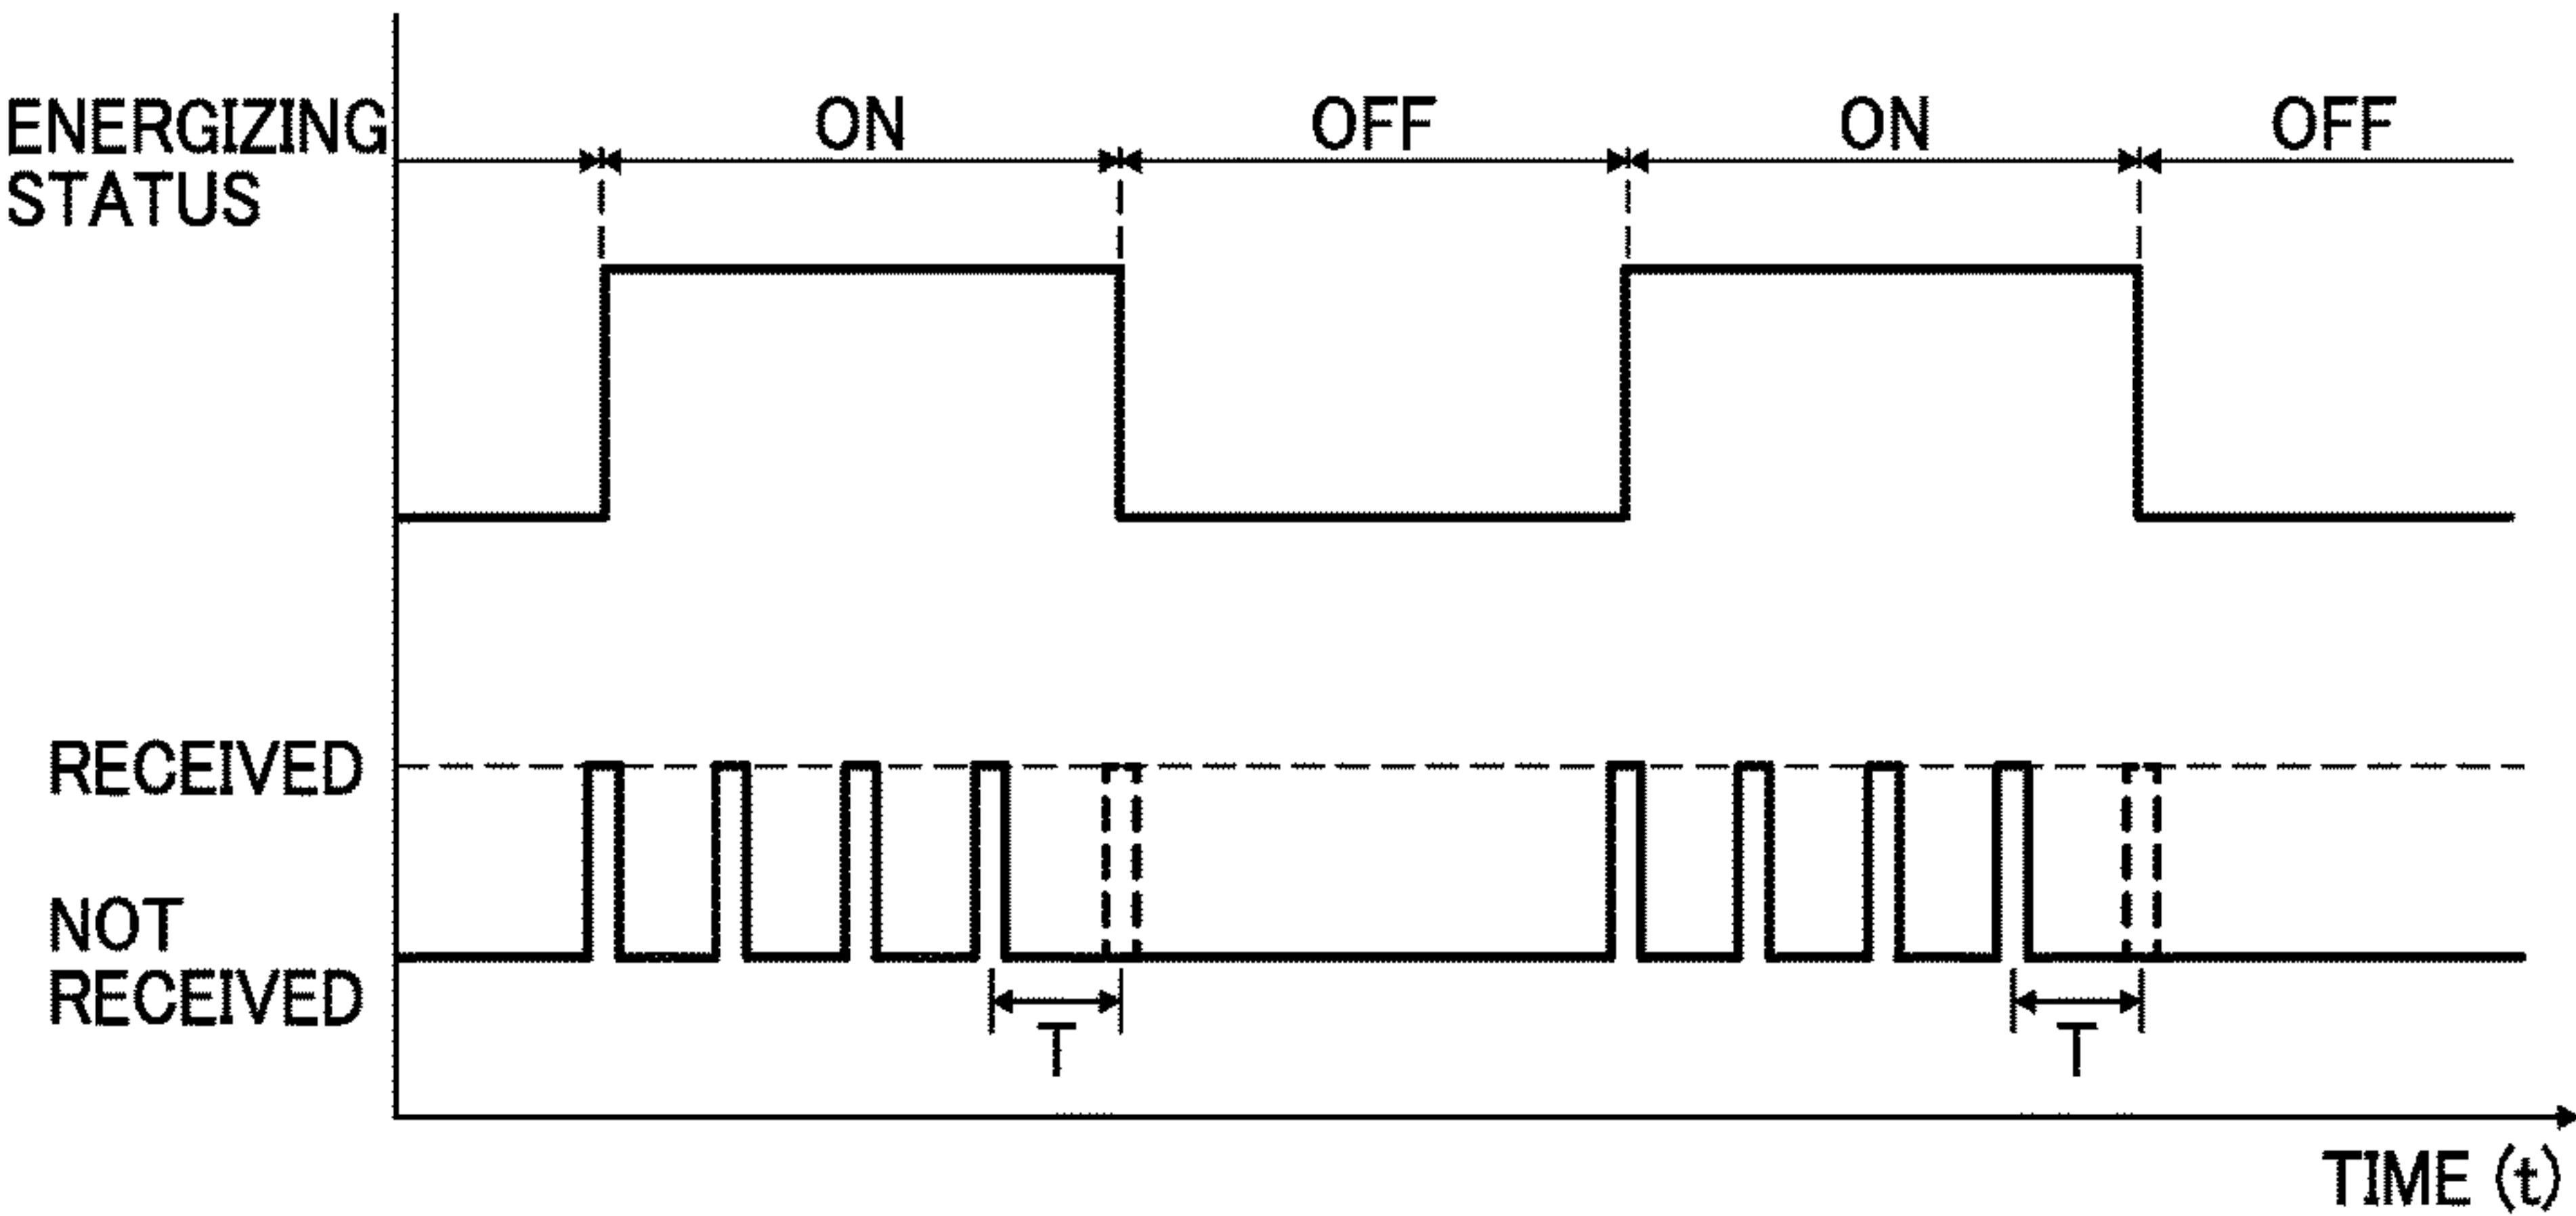 ENERGIZING
STATUS
ON
OFF
ON
OFF
RECEIVED
NOT
RECEIVED
T
T
TIME (t)